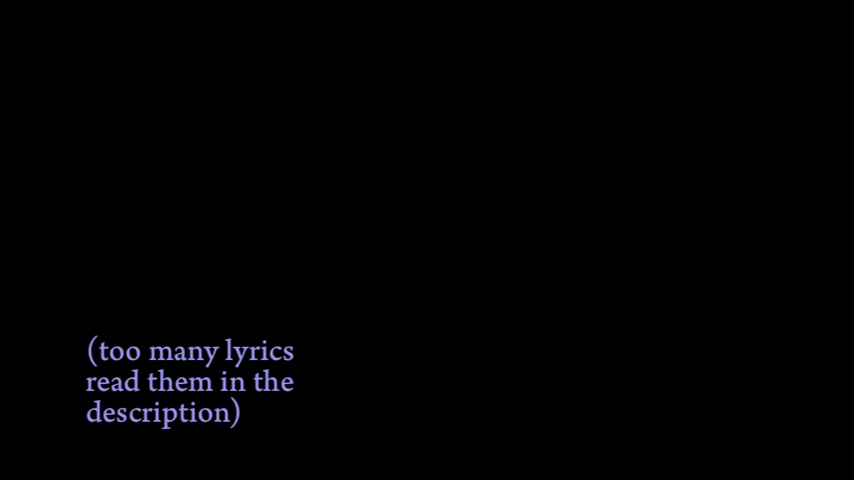 (too many lyrics
read them in the
description)